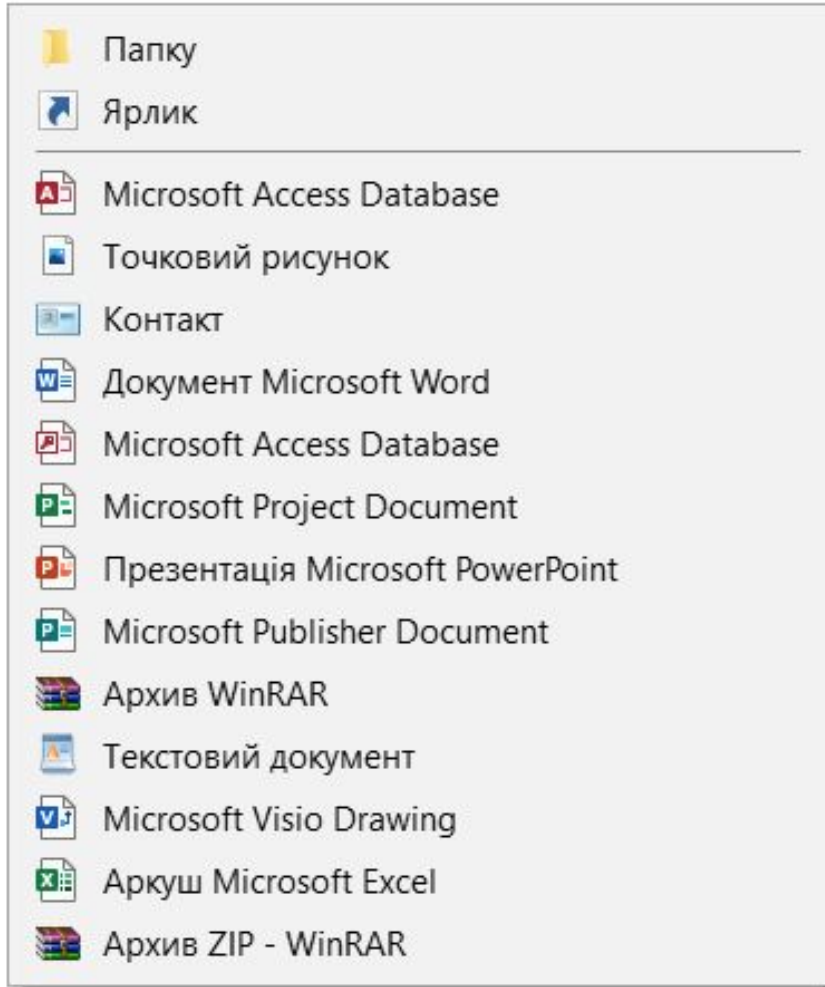 Папку
Ярлик
Microsoft Access Database
Точковий рисунок
Контакт
Документ Microsoft Word
Microsoft Access Database
Microsoft Project Document
Презентація Microsoft PowerPoint
Microsoft Publisher Document
Архив WinRAR
Текстовий документ
Microsoft Visio Drawing
Аркуш Microsoft Excel
Архив ZIP - WinRAR